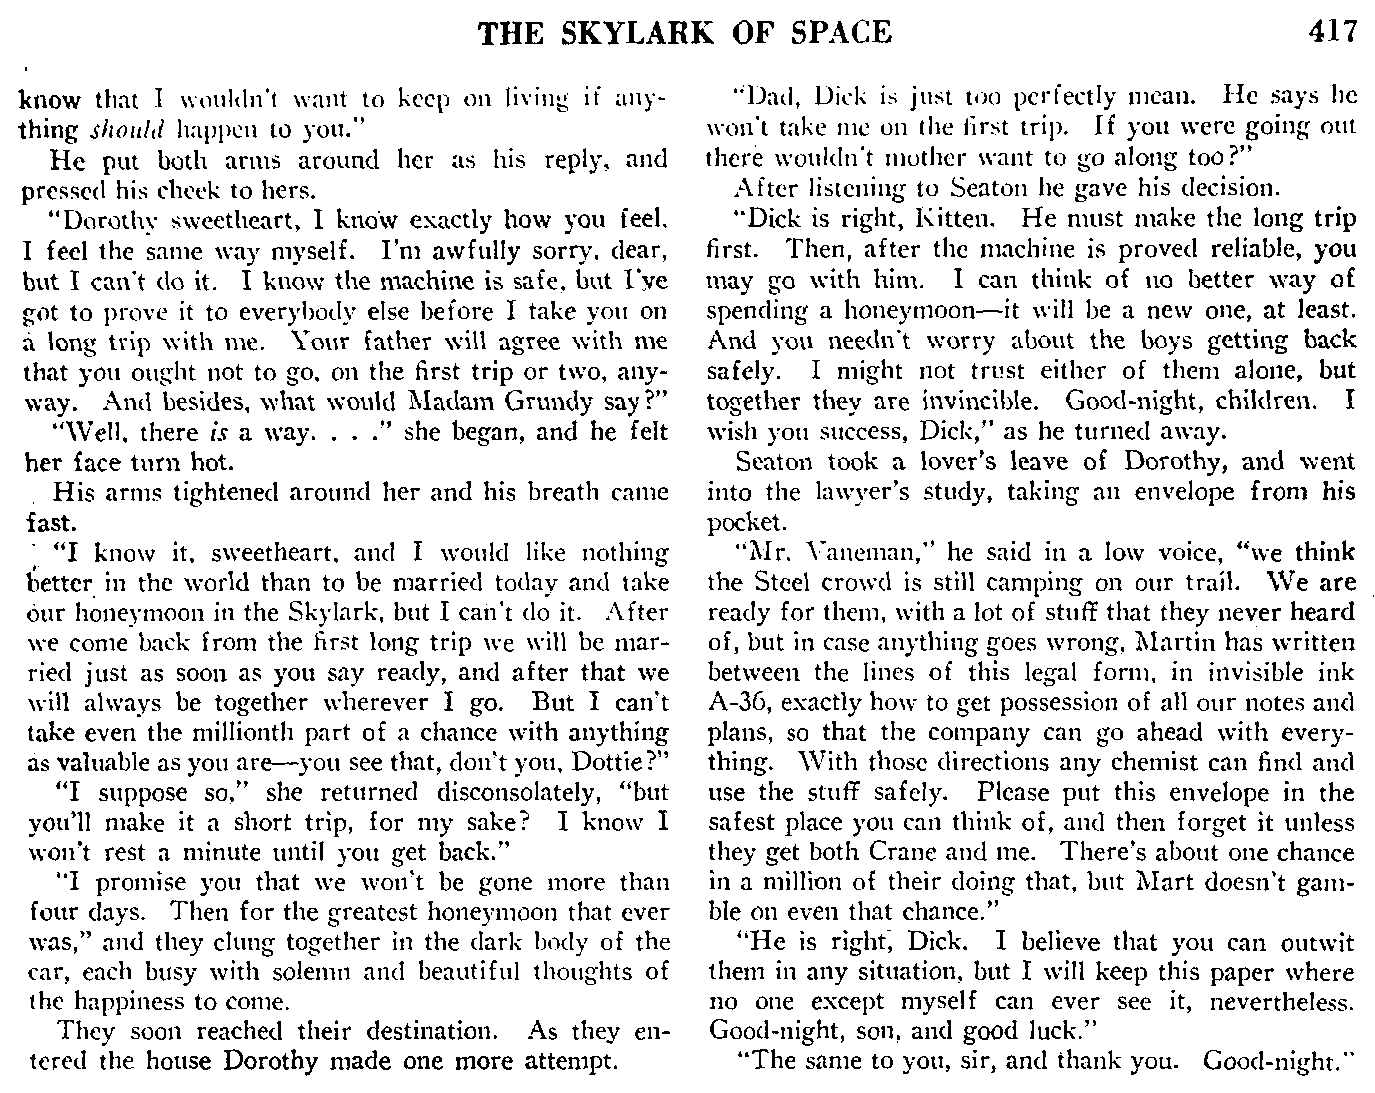 THE SKYLARK OF SPACE 417
know that I wouldn't want to keep on living if any-
thing should happen to you."
He put both arms around her as his reply, and
pressed his cheek to hers.
"Dorothy sweetheart, I know exactly how you feel.
I feel the same way myself. I'm awfully sorry, dear,
but I can't do it. I know the machine is safe, but I've
got to prove it to everybody else before I take you on
a long trip with me. Your father will agree with me
that you ought not to go, on the first trip or two, any-
way. And besides, what would Madam Grundy say?"
"Well, there is a way. . . ." she began, and he felt
her face turn hot.
His arms tightened around her and his breath came
fast.
"I know it, sweetheart, and I would like nothing
better in the world than to be married today and take
our honeymoon in the Skylark, but I can't do it. After
we come back from the first long trip we will be mar-
ried just as soon as you say ready, and after that we
will always be together wherever I go. But I can't
take even the millionth part of a chance with anything
as valuable as you are—you see that, don't you, Dottie?"
"I suppose so," she returned disconsolately, "but
you'll make it a short trip, for my sake? I know I
won't rest a minute until you get back."
"I promise you that we won't be gone more than
four days. Then for the greatest honeymoon that ever
was," and they clung together in the dark body of the
car, each busy with solemn and beautiful thoughts of
the happiness to come.
They soon reached their destination. As they en-
tered the house Dorothy made one more attempt.
"Dad, Dick is just too perfectly mean. He says he
won't take me on the first trip. If you were going out
there wouldn't mother want to go along too?"
After listening to Seaton he gave his decision.
"Dick is right, Kitten. He must make the long trip
first. Then, after the machine is proved reliable, you
may go with him. I can think of no better way of
spending a honeymoon—it will be a new one, at least.
And you needn't worry about the boys getting back
safely. I might not trust either of them alone, but
together they are invincible. Good-night, children. I
wish you success, Dick," as he turned away.
Seaton took a lover's leave of Dorothy, and went
into the lawyer's study, taking an envelope from his
pocket.
"Mr. Vaneman," he said in a low voice, "we think
the Steel crowd is still camping on our trail. We are
ready for them, with a lot of stuff that they never heard
of, but in case anything goes wrong, Martin has written
between the lines of this legal form, in invisible ink
A-36, exactly how to get possession of all our notes and
plans, so that the company can go ahead with every-
thing. With those directions any chemist can find and
use the stuff safely. Please put this envelope in the
safest place you can think of, and then forget it unless
they get both Crane and me. There's about one chance
in a million of their doing that, but Mart doesn't gam-
ble on even that chance."
"He is right, Dick. I believe that you can outwit
them in any situation, but I will keep this paper where
no one except myself can ever see it, nevertheless.
Good-night, son, and good luck."
"The same to you, sir, and thank you. Good-night."